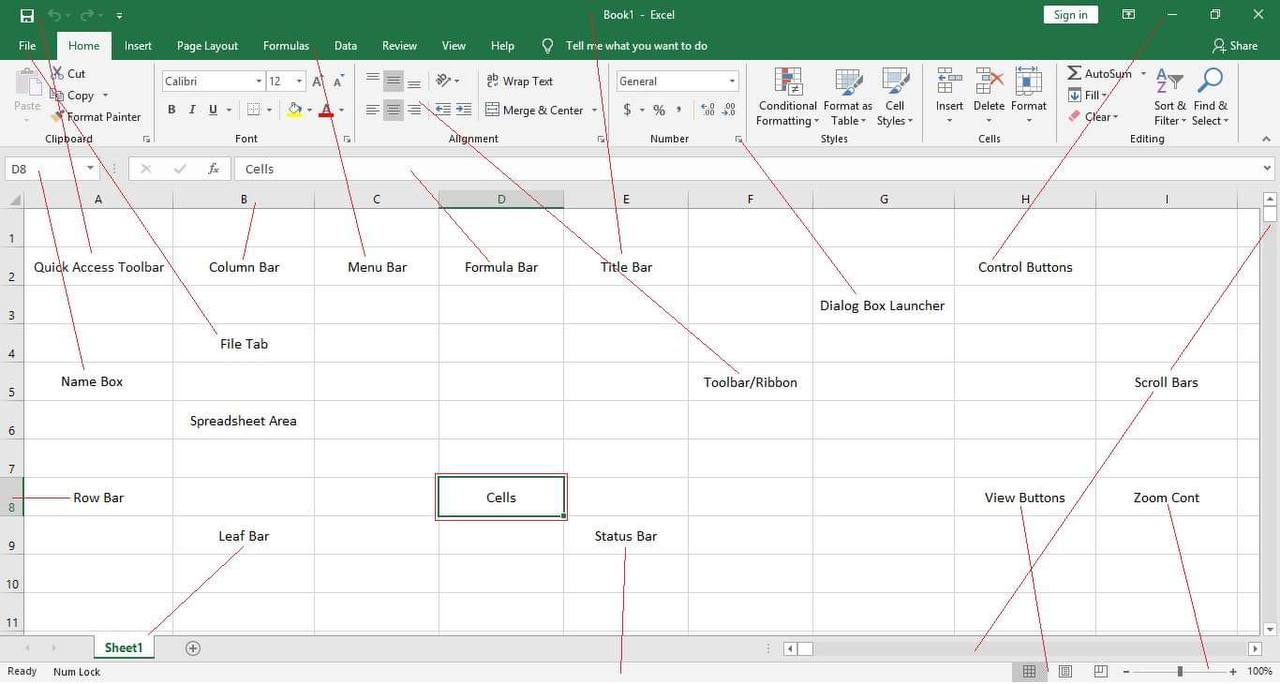 Book1 - Excel
Sign in
File Home Insert Page Layout Formulas Data Review View Help Tell me what you want to do Share
Cut
Calibri 12 A A Wrap Text General AutoSum
Paste Copy Conditional Format as Cell Insert Delete Format Fill Sort & Find &
Format Painter B I U A Merge & Center $ % , Formatting Table Styles Clear Filter Select
Clipboard Font Alignment Number Styles Cells Editing
D8 fx Cells
A B C D E F G H I
1
2 Quick Access Toolbar Column Bar Menu Bar Formula Bar Title Bar Control Buttons
3 Dialog Box Launcher
4 File Tab
5 Name Box Toolbar/Ribbon Scroll Bars
6 Spreadsheet Area
7
8 Row Bar Cells View Buttons Zoom Cont
9 Leaf Bar Status Bar
10
11
Sheet1
Ready Num Lock 100%